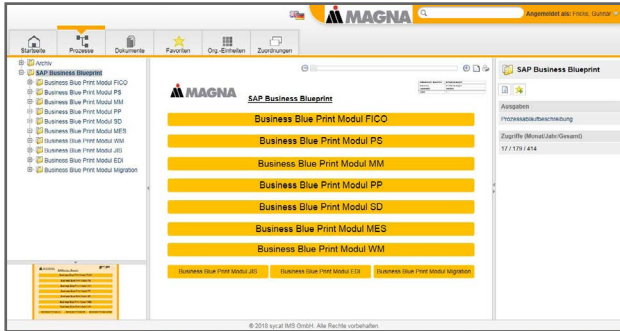 MAGNA
Angemeldet als: Friske, Gunnar
Startseite
Prozesse
Dokumente
Favoriten
Org.-Einheiten
Zuordnungen
Archiv
SAP Business Blueprint
Business Blue Print Modul FICO
Business Blue Print Modul PS
Business Blue Print Modul MM
Business Blue Print Modul PP
Business Blue Print Modul SD
Business Blue Print Modul MES
Business Blue Print Modul WM
Business Blue Print Modul JIS
Business Blue Print Modul EDI
Business Blue Print Modul Migration
MAGNA
SAP Business Blueprint
Business Blue Print Modul FICO
Business Blue Print Modul PS
Business Blue Print Modul MM
Business Blue Print Modul PP
Business Blue Print Modul SD
Business Blue Print Modul MES
Business Blue Print Modul WM
Business Blue Print Modul JIS
Business Blue Print Modul EDI
Business Blue Print Modul Migration
SAP Business Blueprint
Ausgaben
Prozessablaufbeschreibung
Zugriffe (Monat/Jahr/Gesamt)
17 / 179 / 414
© 2016 sycat IMS GmbH. Alle Rechte vorbehalten.